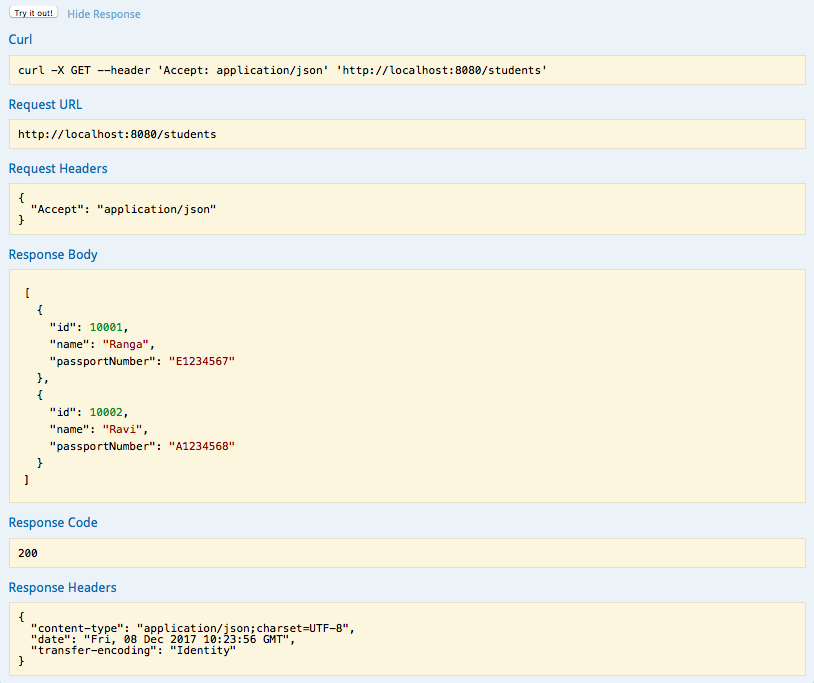 Try it out! Hide Response
Curl
curl -X GET --header 'Accept: application/json' 'http://localhost:8080/students'
Request URL
http://localhost:8080/students
Request Headers
{
  "Accept": "application/json"
}
Response Body
[
  {
    "id": 10001,
    "name": "Ranga",
    "passportNumber": "E1234567"
  },
  {
    "id": 10002,
    "name": "Ravi",
    "passportNumber": "A1234568"
  }
]
Response Code
200
Response Headers
{
  "content-type": "application/json;charset=UTF-8",
  "date": "Fri, 08 Dec 2017 10:23:56 GMT",
  "transfer-encoding": "Identity"
}